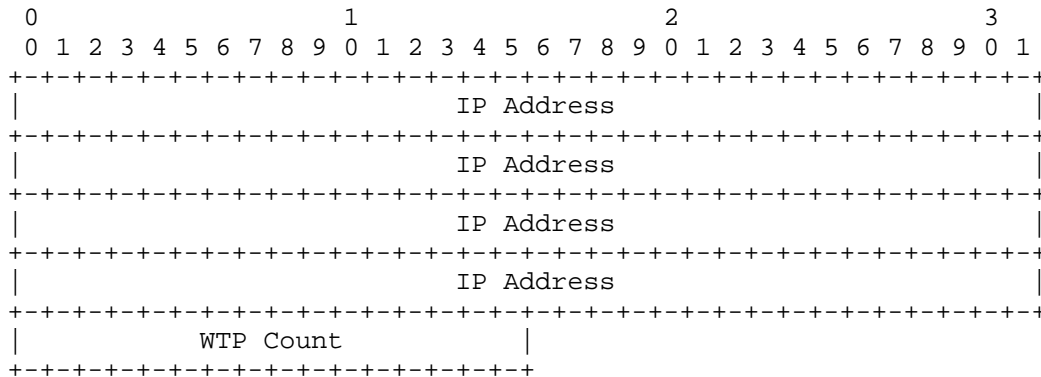 0                   1                   2                   3
 0 1 2 3 4 5 6 7 8 9 0 1 2 3 4 5 6 7 8 9 0 1 2 3 4 5 6 7 8 9 0 1
+-+-+-+-+-+-+-+-+-+-+-+-+-+-+-+-+-+-+-+-+-+-+-+-+-+-+-+-+-+-+-+-+
|                           IP Address                          |
+-+-+-+-+-+-+-+-+-+-+-+-+-+-+-+-+-+-+-+-+-+-+-+-+-+-+-+-+-+-+-+-+
|                           IP Address                          |
+-+-+-+-+-+-+-+-+-+-+-+-+-+-+-+-+-+-+-+-+-+-+-+-+-+-+-+-+-+-+-+-+
|                           IP Address                          |
+-+-+-+-+-+-+-+-+-+-+-+-+-+-+-+-+-+-+-+-+-+-+-+-+-+-+-+-+-+-+-+-+
|                           IP Address                          |
+-+-+-+-+-+-+-+-+-+-+-+-+-+-+-+-+-+-+-+-+-+-+-+-+-+-+-+-+-+-+-+-+
|           WTP Count           |
+-+-+-+-+-+-+-+-+-+-+-+-+-+-+-+-+